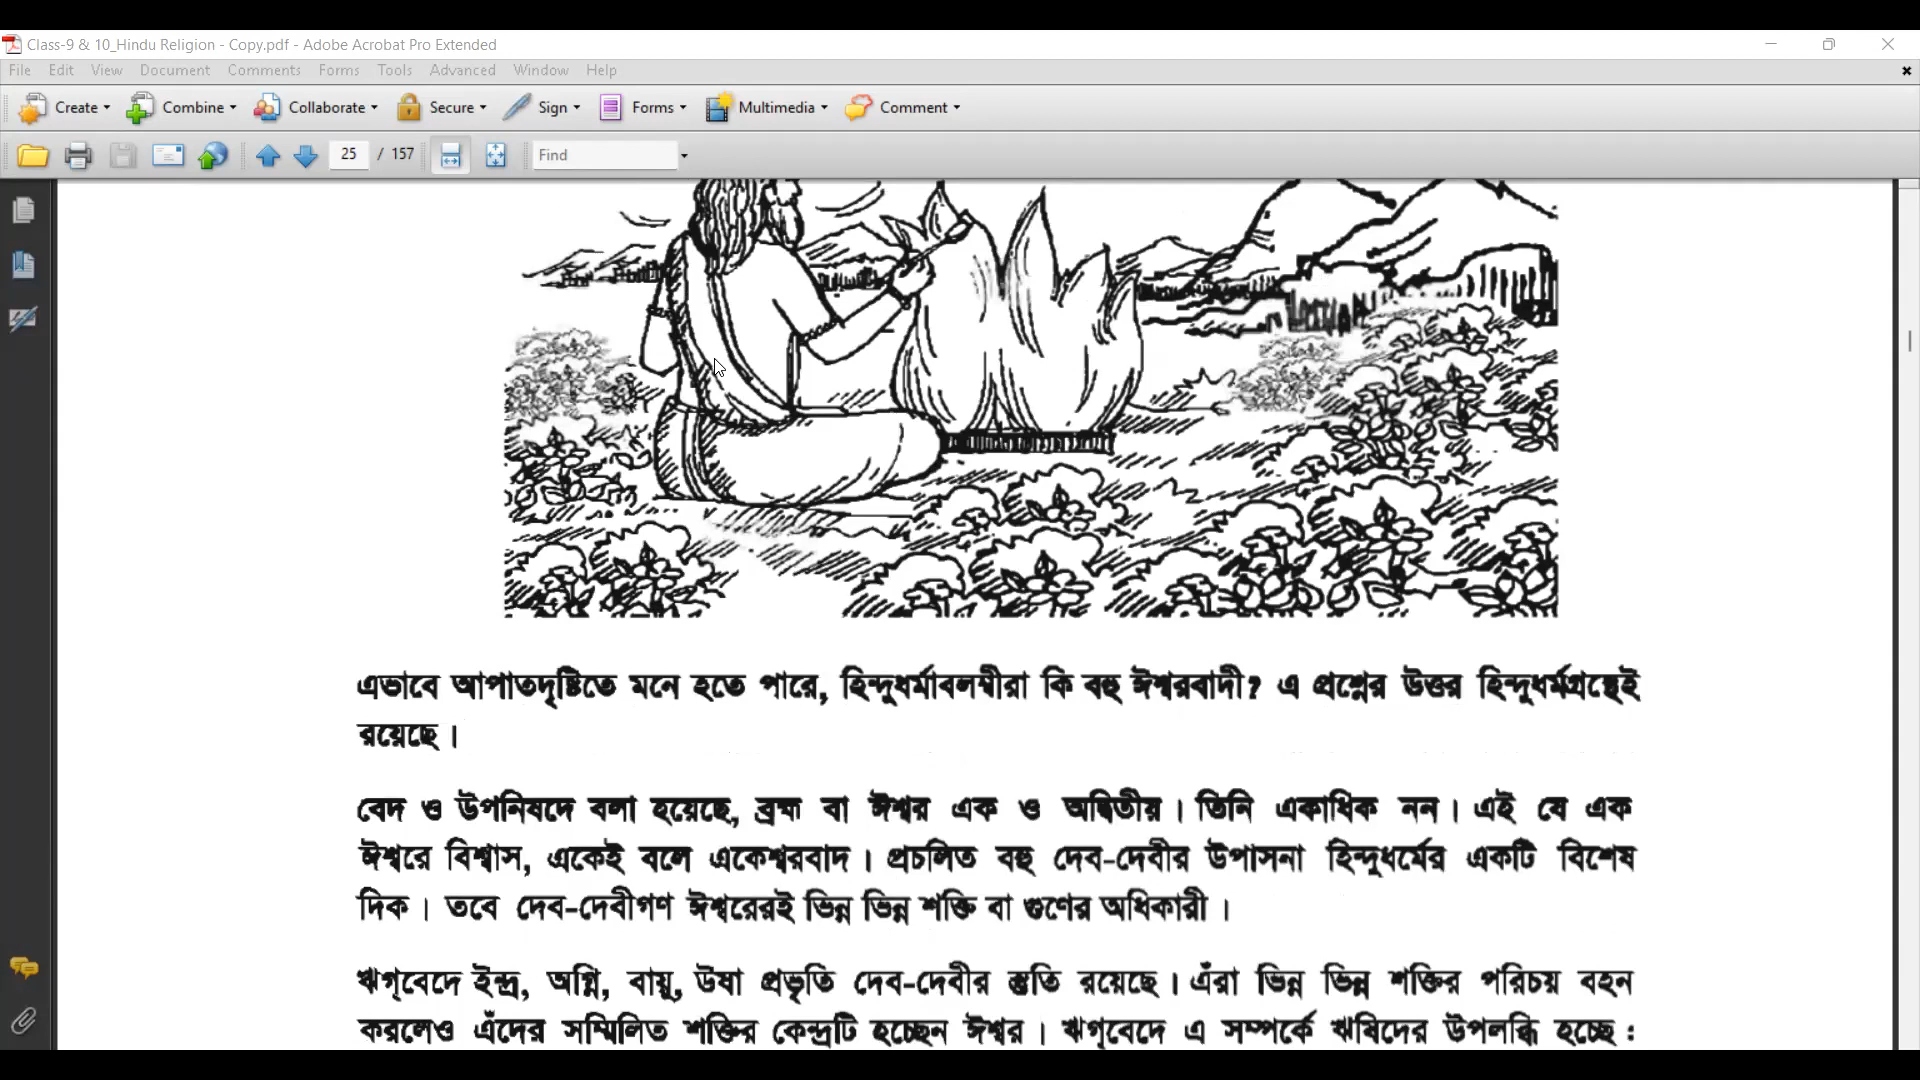 Class-9 & 10_Hindu Religion - Copy.pdf - Adobe Acrobat Pro Extended
File Edit View Document Comments Forms Tools Advanced Window Help
Create Combine Collaborate Secure Sign Forms Multimedia Comment
25 / 157 Find
এভাবে আপাতদৃষ্টিতে মনে হতে পারে, হিন্দুধর্মাবলম্বীরা কি বহু ঈশ্বরবাদী? এ প্রশ্নের উত্তর হিন্দুধর্মগ্রন্থেই
রয়েছে।
বেদ ও উপনিষদে বলা হয়েছে, ব্রহ্ম বা ঈশ্বর এক ও অদ্বিতীয়। তিনি একাধিক নন। এই যে এক
ঈশ্বরে বিশ্বাস, একেই বলে একেশ্বরবাদ। প্রচলিত বহু দেব-দেবীর উপাসনা হিন্দুধর্মের একটি বিশেষ
দিক। তবে দেব-দেবীগণ ঈশ্বরেরই ভিন্ন ভিন্ন শক্তি বা গুণের অধিকারী।
ঋগ্‌বেদে ইন্দ্র, অগ্নি, বায়ু, উষা প্রভৃতি দেব-দেবীর স্তুতি রয়েছে। এঁরা ভিন্ন ভিন্ন শক্তির পরিচয় বহন
করলেও এঁদের সম্মিলিত শক্তির কেন্দ্রটি হচ্ছেন ঈশ্বর। ঋগ্‌বেদে এ সম্পর্কে ঋষিদের উপলব্ধি হচ্ছে :